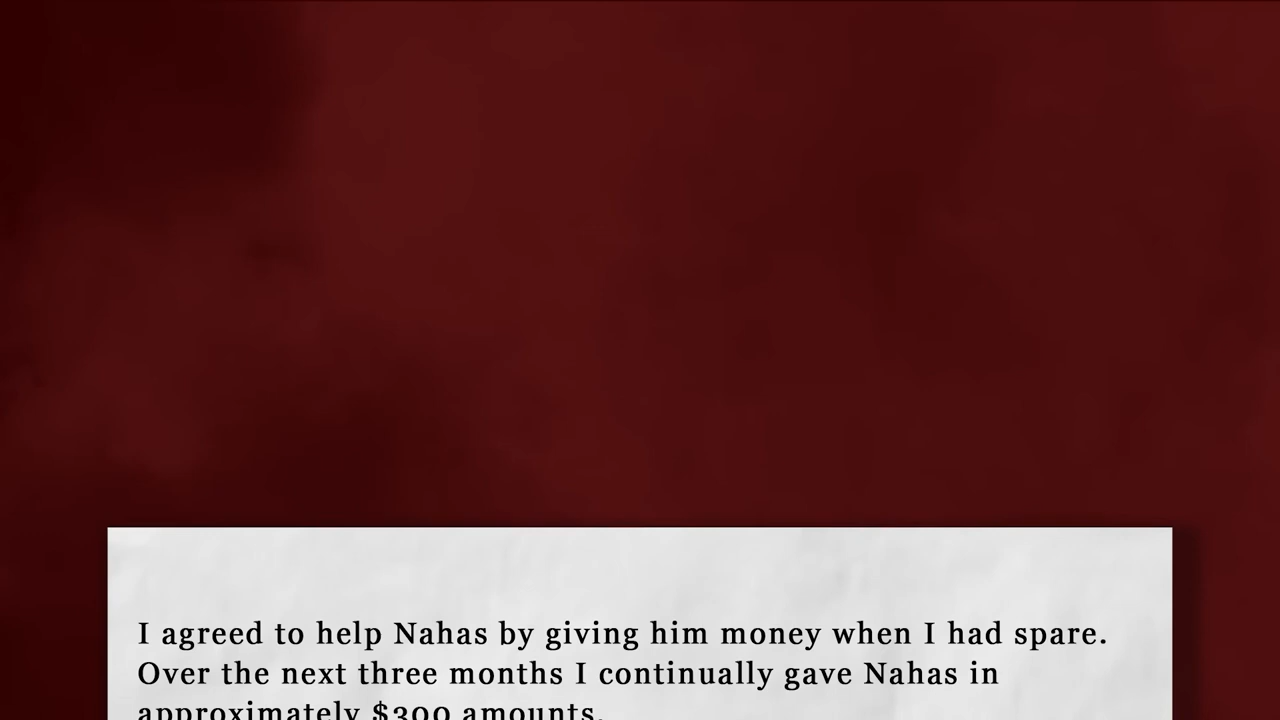 I agreed to help Nahas by giving him money when I had spare.
Over the next three months I continually gave Nahas in
approximately $300 amounts.